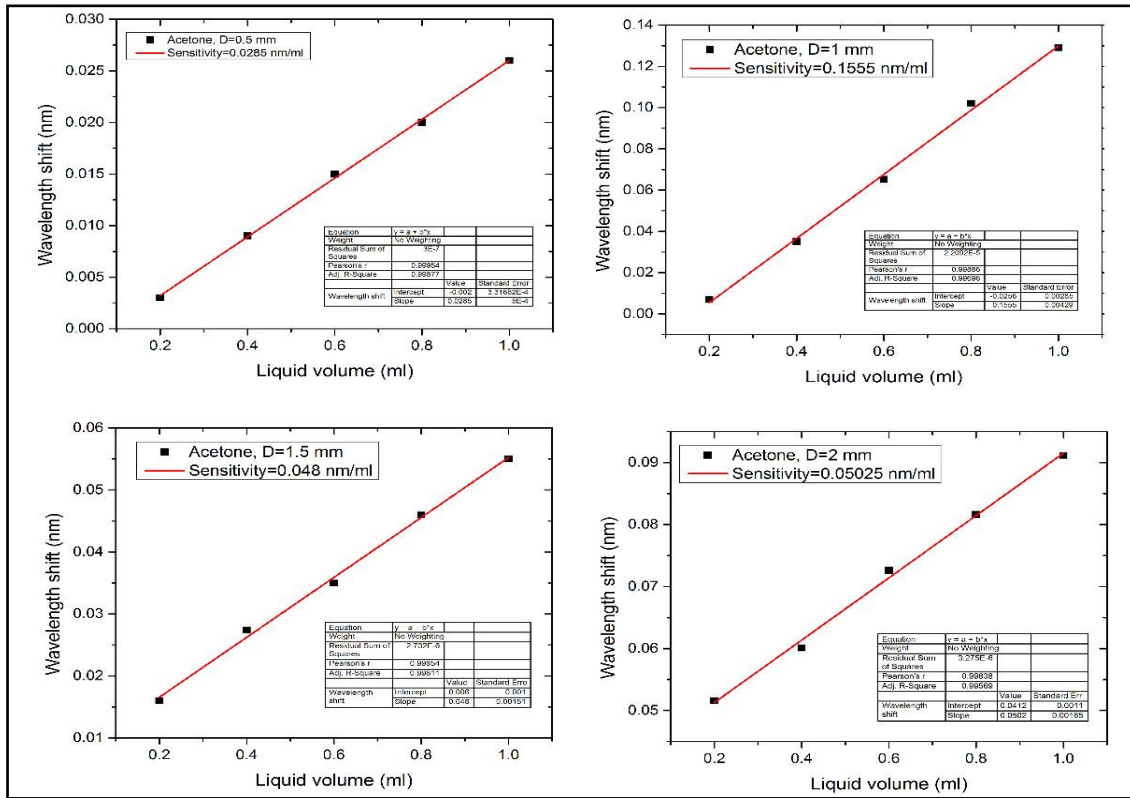 0.030
0.025
0.020
0.015
0.010
0.005
0.000
Wavelength shift (nm)
Acetone, D=0.5 mm
Sensitivity=0.0285 nm/ml
Equation y = a + b*x
Weight No Weighting
Residual Sum of Squares 3E-7
Pearson's r 0.99954
Adj. R-Square 0.99877
Value Standard Error
Wavelength shift Intercept -0.002 3.31662E-4
Slope 0.0285 5E-4
0.2 0.4 0.6 0.8 1.0
Liquid volume (ml)
0.14
0.12
0.10
0.08
0.06
0.04
0.02
0.00
Wavelength shift (nm)
Acetone, D=1 mm
Sensitivity=0.1555 nm/ml
Equation y = a + b*x
Weight No Weighting
Residual Sum of Squares 2.2092E-5
Pearson's r 0.99886
Adj. R-Square 0.99696
Value Standard Error
Wavelength shift Intercept -0.0256 0.00285
Slope 0.1555 0.00429
0.2 0.4 0.6 0.8 1.0
Liquid volume (ml)
0.06
0.05
0.04
0.03
0.02
0.01
Wavelength shift (nm)
Acetone, D=1.5 mm
Sensitivity=0.048 nm/ml
Equation y = a + b*x
Weight No Weighting
Residual Sum of Squares 2.732E-6
Pearson's r 0.99854
Adj. R-Square 0.99611
Value Standard Erro
Wavelength shift Intercept 0.006 0.001
Slope 0.048 0.00151
0.2 0.4 0.6 0.8 1.0
Liquid volume (ml)
0.09
0.08
0.07
0.06
0.05
Wavelength shift (nm)
Acetone, D=2 mm
Sensitivity=0.05025 nm/ml
Equation y = a + b*x
Weight No Weighting
Residual Sum of Squares 3.275E-6
Pearson's r 0.99838
Adj. R-Square 0.99569
Value Standard Err
Wavelength shift Intercept 0.0412 0.0011
Slope 0.0502 0.00165
0.2 0.4 0.6 0.8 1.0
Liquid volume (ml)